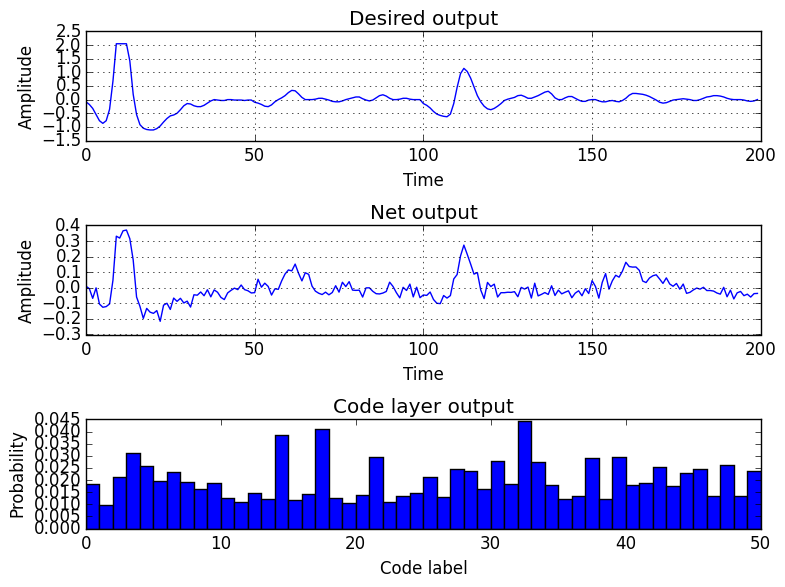 Desired output
2.5
2.0
1.5
1.0
0.5
0.0
−0.5
−1.0
−1.5
Amplitude
0 50 100 150 200
Time
Net output
0.4
0.3
0.2
0.1
0.0
−0.1
−0.2
−0.3
Amplitude
0 50 100 150 200
Time
Code layer output
0.045
0.040
0.035
0.030
0.025
0.020
0.015
0.010
0.005
0.000
Probability
0 10 20 30 40 50
Code label